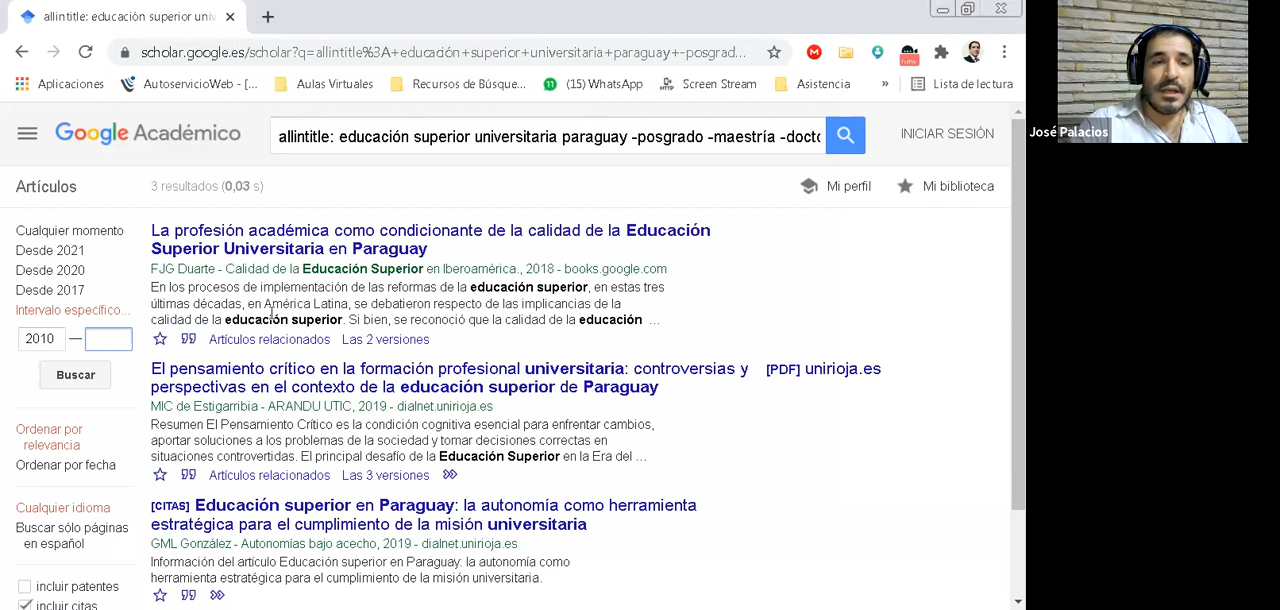 allintitle: educación superior univ
scholar.google.es/scholar?q=allintitle%3A+educación+superior+universitaria+paraguay+-posgrad...
new
Aplicaciones
AutoservicioWeb - [...
Aulas Virtuales
Recursos de Búsque...
11
(15) WhatsApp
Screen Stream
Asistencia
»
Lista de lectura
Google Académico
allintitle: educación superior universitaria paraguay -posgrado -maestría -docto
INICIAR SESIÓN
José Palacios
Artículos
3 resultados (0,03 s)
Mi perfil
Mi biblioteca
Cualquier momento
Desde 2021
Desde 2020
Desde 2017
Intervalo específico...
2010 —
Buscar
Ordenar por
relevancia
Ordenar por fecha
Cualquier idioma
Buscar sólo páginas
en español
incluir patentes
incluir citas
La profesión académica como condicionante de la calidad de la Educación
Superior Universitaria en Paraguay
FJG Duarte - Calidad de la Educación Superior en Iberoamérica., 2018 - books.google.com
En los procesos de implementación de las reformas de la educación superior, en estas tres
últimas décadas, en América Latina, se debatieron respecto de las implicancias de la
calidad de la educación superior. Si bien, se reconoció que la calidad de la educación ...
Artículos relacionados Las 2 versiones
El pensamiento crítico en la formación profesional universitaria: controversias y
perspectivas en el contexto de la educación superior de Paraguay
[PDF] unirioja.es
MIC de Estigarribia - ARANDU UTIC, 2019 - dialnet.unirioja.es
Resumen El Pensamiento Crítico es la condición cognitiva esencial para enfrentar cambios,
aportar soluciones a los problemas de la sociedad y tomar decisiones correctas en
situaciones controvertidas. El principal desafío de la Educación Superior en la Era del ...
Artículos relacionados Las 3 versiones
[CITAS] Educación superior en Paraguay: la autonomía como herramienta
estratégica para el cumplimiento de la misión universitaria
GML González - Autonomías bajo acecho, 2019 - dialnet.unirioja.es
Información del artículo Educación superior en Paraguay: la autonomía como
herramienta estratégica para el cumplimiento de la misión universitaria.